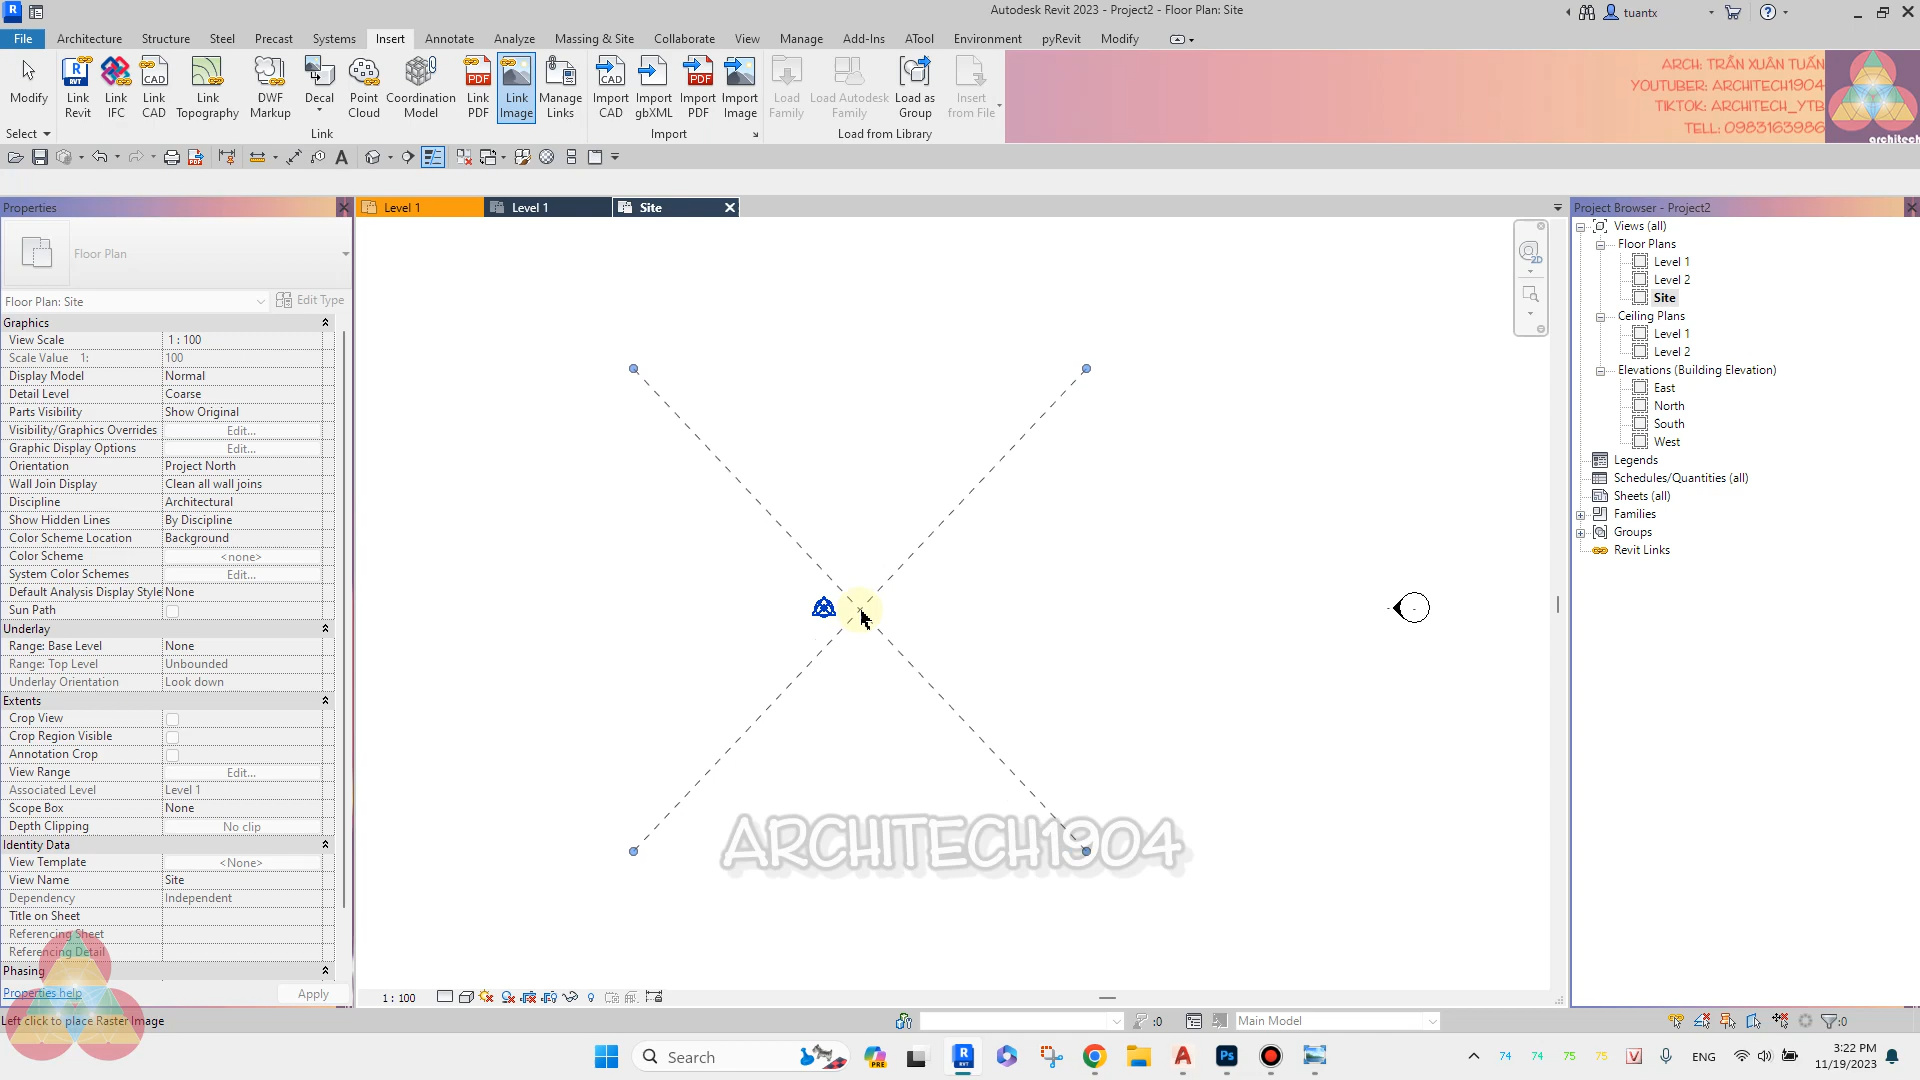 Autodesk Revit 2023 - Project2 - Floor Plan: Site
tuantx
File
Architecture
Structure
Steel
Precast
Systems
Insert
Annotate
Analyze
Massing & Site
Collaborate
View
Manage
Add-Ins
ATool
Environment
pyRevit
Modify
Modify
Link Revit
Link IFC
Link CAD
Link Topography
DWF Markup
Decal
Point Cloud
Coordination Model
Link PDF
Link Image
Manage Links
Import CAD
Import gbXML
Import PDF
Import Image
Load Family
Load Autodesk Family
Load as Group
Insert from File
Select
Link
Import
Load from Library
ARCH: TRẦN XUÂN TUẤN
YOUTUBER: ARCHITECH1904
TIKTOK: ARCHITECH_YTB
TELL: 0983163986
architech
Properties
Level 1
Level 1
Site
Project Browser - Project2
Floor Plan
Floor Plan: Site
Edit Type
Graphics
View Scale 1 : 100
Scale Value 1: 100
Display Model Normal
Detail Level Coarse
Parts Visibility Show Original
Visibility/Graphics Overrides Edit...
Graphic Display Options Edit...
Orientation Project North
Wall Join Display Clean all wall joins
Discipline Architectural
Show Hidden Lines By Discipline
Color Scheme Location Background
Color Scheme <none>
System Color Schemes Edit...
Default Analysis Display Style None
Sun Path
Underlay
Range: Base Level None
Range: Top Level Unbounded
Underlay Orientation Look down
Extents
Crop View
Crop Region Visible
Annotation Crop
View Range Edit...
Associated Level Level 1
Scope Box None
Depth Clipping No clip
Identity Data
View Template <None>
View Name Site
Dependency Independent
Title on Sheet
Referencing Sheet
Referencing Detail
Phasing
Properties help
Apply
Views (all)
Floor Plans
Level 1
Level 2
Site
Ceiling Plans
Level 1
Level 2
Elevations (Building Elevation)
East
North
South
West
Legends
Schedules/Quantities (all)
Sheets (all)
Families
Groups
Revit Links
2D
ARCHITECH1904
1 : 100
Left click to place Raster Image
:0
Main Model
:0
Search
PRE
74
74
75
75
ENG
3:22 PM
11/19/2023